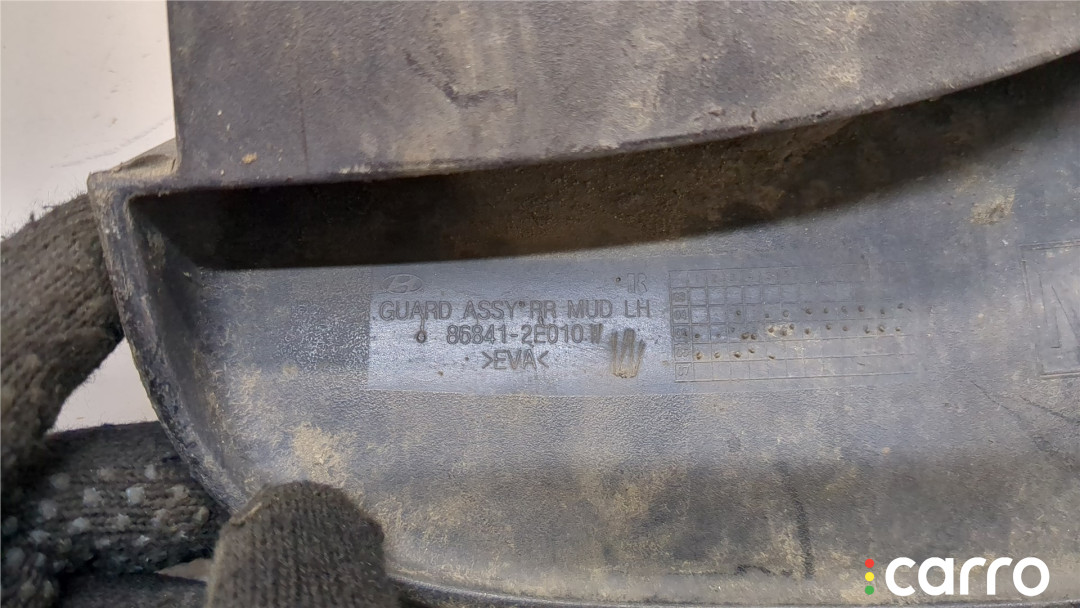 GUARD ASSY*RR MUD LH
86841-2E010
>EVA<
carro